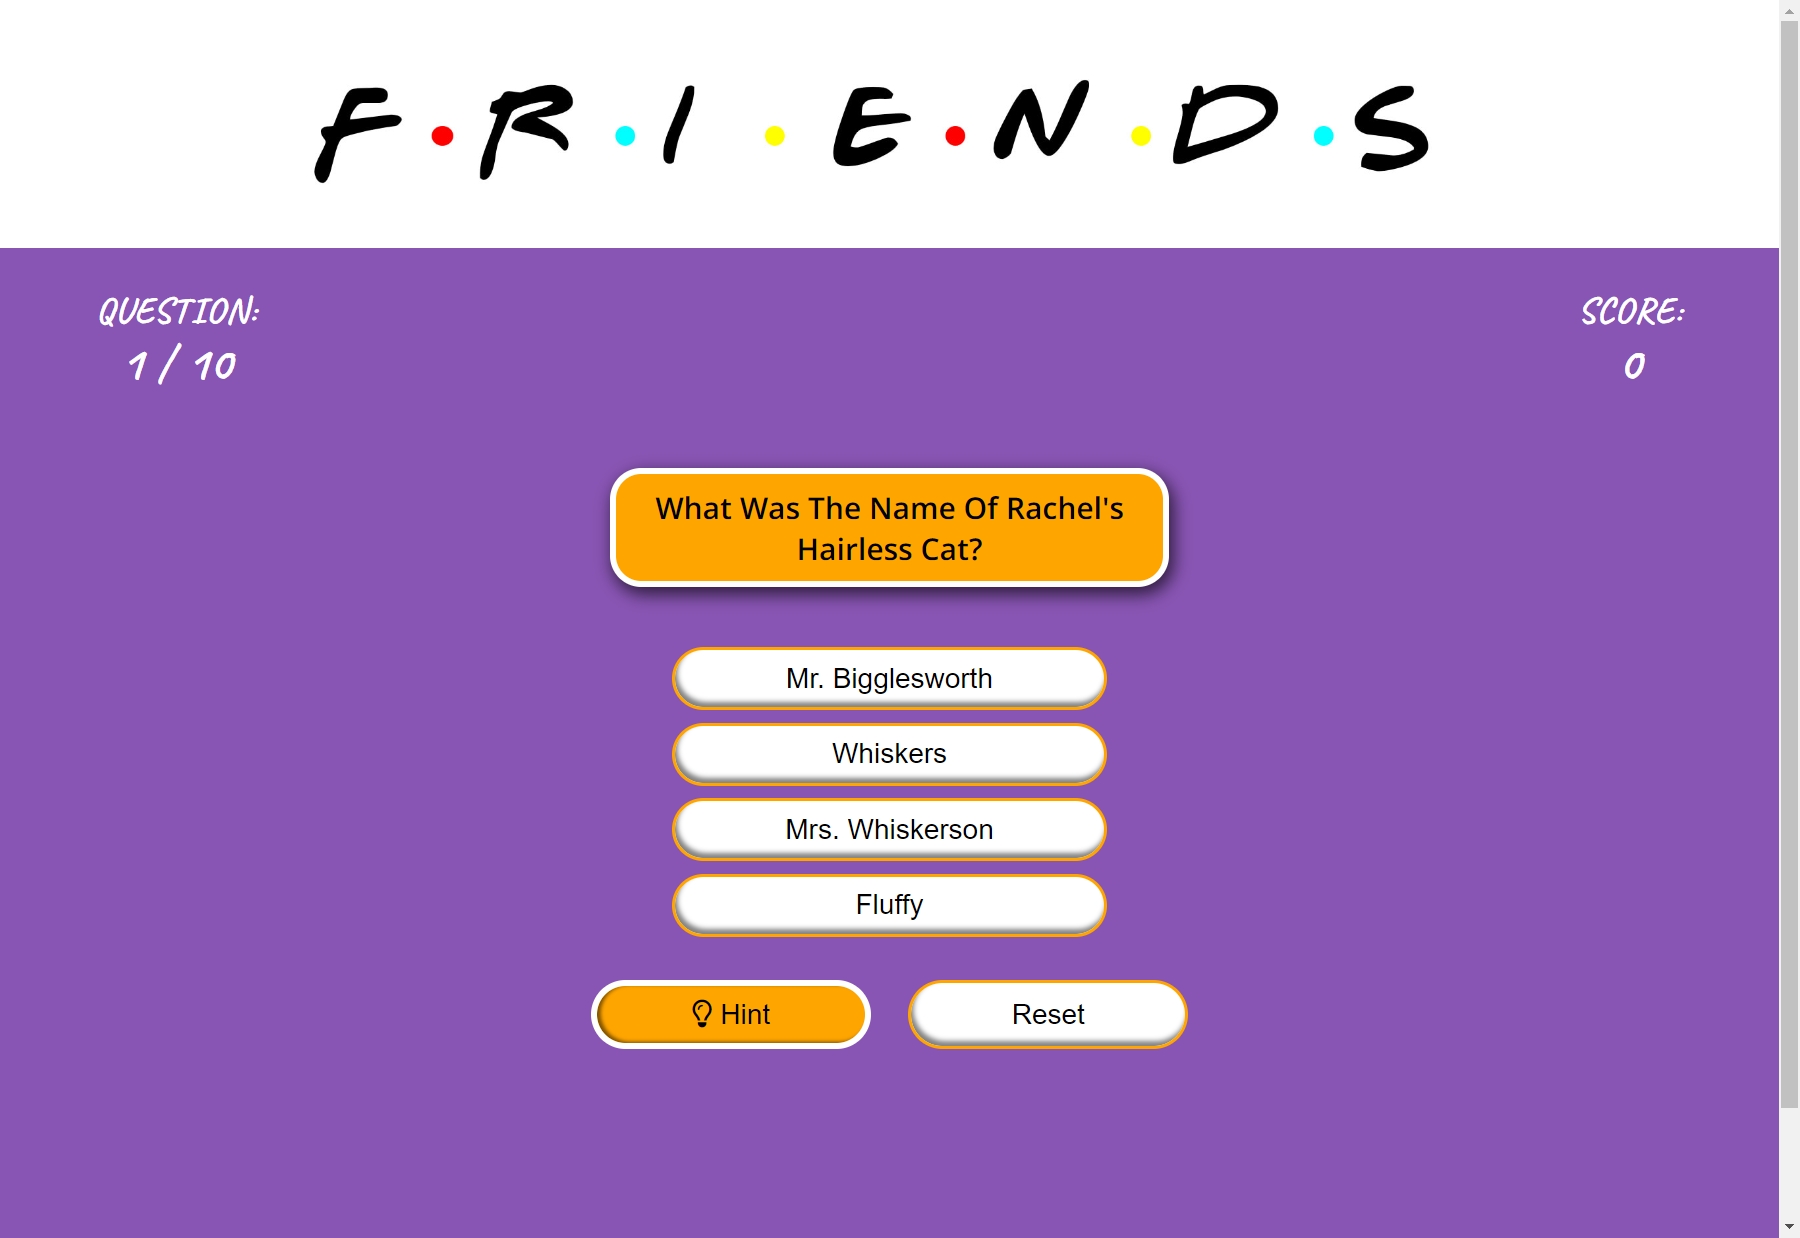 F•R•I•E•N•D•S
QUESTION:
1 / 10
SCORE:
0
What Was The Name Of Rachel's
Hairless Cat?
Mr. Bigglesworth
Whiskers
Mrs. Whiskerson
Fluffy
Hint
Reset